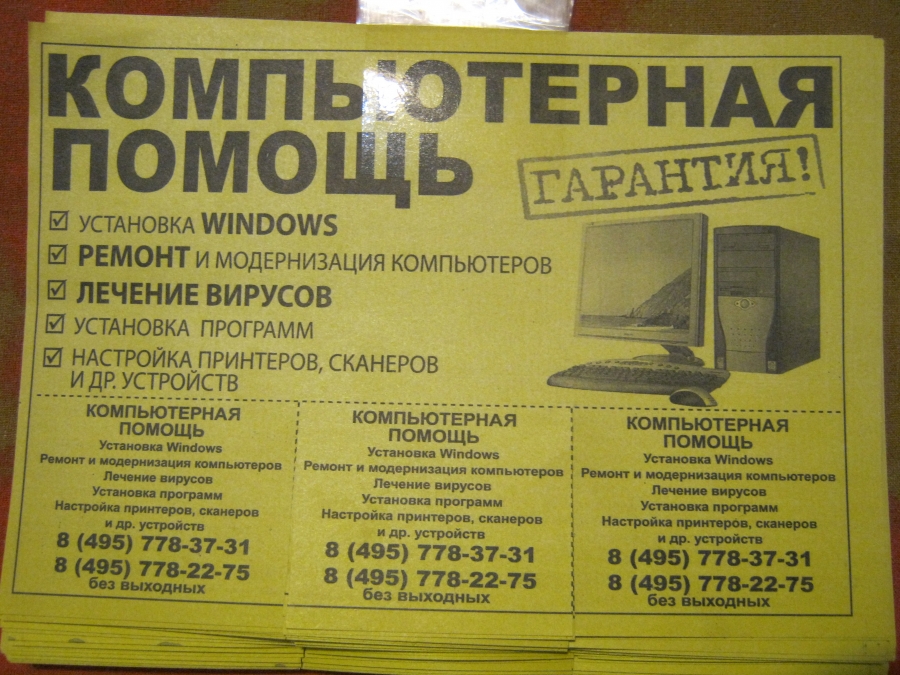 КОМПЬЮТЕРНАЯ
ПОМОЩЬ
ГАРАНТИЯ!
УСТАНОВКА WINDOWS
РЕМОНТ И МОДЕРНИЗАЦИЯ КОМПЬЮТЕРОВ
ЛЕЧЕНИЕ ВИРУСОВ
УСТАНОВКА ПРОГРАММ
НАСТРОЙКА ПРИНТЕРОВ, СКАНЕРОВ
И ДР. УСТРОЙСТВ
КОМПЬЮТЕРНАЯ
ПОМОЩЬ
Установка Windows
Ремонт и модернизация компьютеров
Лечение вирусов
Установка программ
Настройка принтеров, сканеров
и др. устройств
8 (495) 778-37-31
8 (495) 778-22-75
без выходных
КОМПЬЮТЕРНАЯ
ПОМОЩЬ
Установка Windows
Ремонт и модернизация компьютеров
Лечение вирусов
Установка программ
Настройка принтеров, сканеров
и др. устройств
8 (495) 778-37-31
8 (495) 778-22-75
без выходных
КОМПЬЮТЕРНАЯ
ПОМОЩЬ
Установка Windows
Ремонт и модернизация компьютеров
Лечение вирусов
Установка программ
Настройка принтеров, сканеров
и др. устройств
8 (495) 778-37-31
8 (495) 778-22-75
без выходных